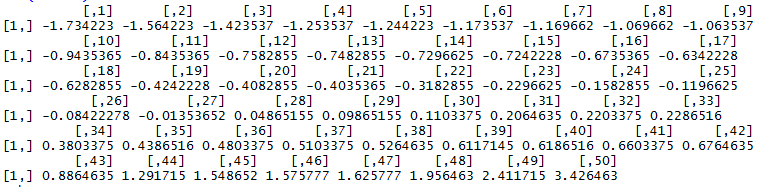 [,1] [,2] [,3] [,4] [,5] [,6] [,7] [,8] [,9]
[1,] -1.734223 -1.564223 -1.423537 -1.253537 -1.244223 -1.173537 -1.169662 -1.069662 -1.063537
[,10] [,11] [,12] [,13] [,14] [,15] [,16] [,17]
[1,] -0.9435365 -0.8435365 -0.7582855 -0.7482855 -0.7296625 -0.7242228 -0.6735365 -0.6342228
[,18] [,19] [,20] [,21] [,22] [,23] [,24] [,25]
[1,] -0.6282855 -0.4242228 -0.4082855 -0.4035365 -0.3182855 -0.2296625 -0.1582855 -0.1196625
[,26] [,27] [,28] [,29] [,30] [,31] [,32] [,33]
[1,] -0.08422278 -0.01353652 0.04865155 0.09865155 0.1103375 0.2064635 0.2203375 0.2286516
[,34] [,35] [,36] [,37] [,38] [,39] [,40] [,41] [,42]
[1,] 0.3803375 0.4386516 0.4803375 0.5103375 0.5264635 0.6117145 0.6186516 0.6603375 0.6764635
[,43] [,44] [,45] [,46] [,47] [,48] [,49] [,50]
[1,] 0.8864635 1.291715 1.548652 1.575777 1.625777 1.956463 2.411715 3.426463